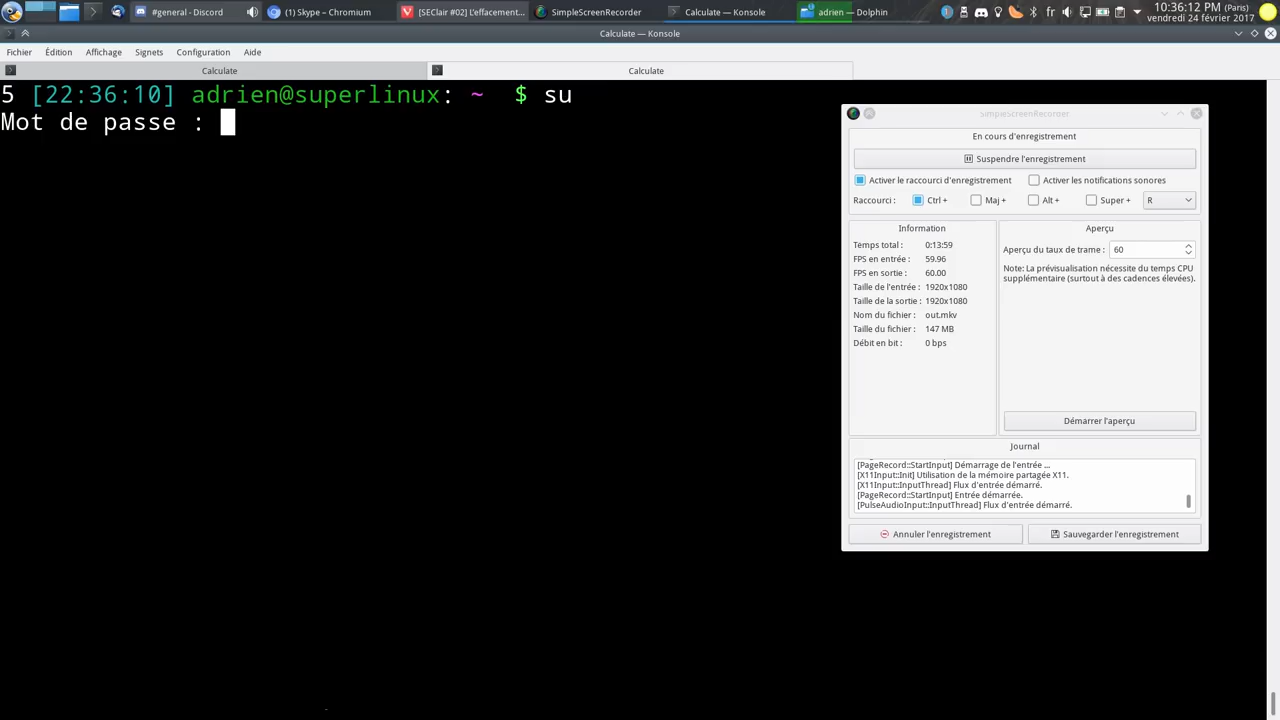 #general - Discord
(1) Skype – Chromium
[SEClair #02] L'effacement...
SimpleScreenRecorder
Calculate — Konsole
adrien — Dolphin
fr
10:36:12 PM (Paris)
vendredi 24 février 2017
Calculate — Konsole
Fichier Édition Affichage Signets Configuration Aide
Calculate
Calculate
5 [22:36:10] adrien@superlinux: ~ $ su
Mot de passe :
SimpleScreenRecorder
En cours d'enregistrement
Suspendre l'enregistrement
Activer le raccourci d'enregistrement Activer les notifications sonores
Raccourci : Ctrl + Maj + Alt + Super + R
Information
Temps total : 0:13:59
FPS en entrée : 59.96
FPS en sortie : 60.00
Taille de l'entrée : 1920x1080
Taille de la sortie : 1920x1080
Nom du fichier : out.mkv
Taille du fichier : 147 MB
Débit en bit : 0 bps
Aperçu
Aperçu du taux de trame : 60
Note: La prévisualisation nécessite du temps CPU
supplémentaire (surtout à des cadences élevées).
Démarrer l'aperçu
Journal
[PageRecord::StartInput] Démarrage de l'entrée ...
[X11Input::Init] Utilisation de la mémoire partagée X11.
[X11Input::InputThread] Flux d'entrée démarré.
[PageRecord::StartInput] Entrée démarrée.
[PulseAudioInput::InputThread] Flux d'entrée démarré.
Annuler l'enregistrement
Sauvegarder l'enregistrement